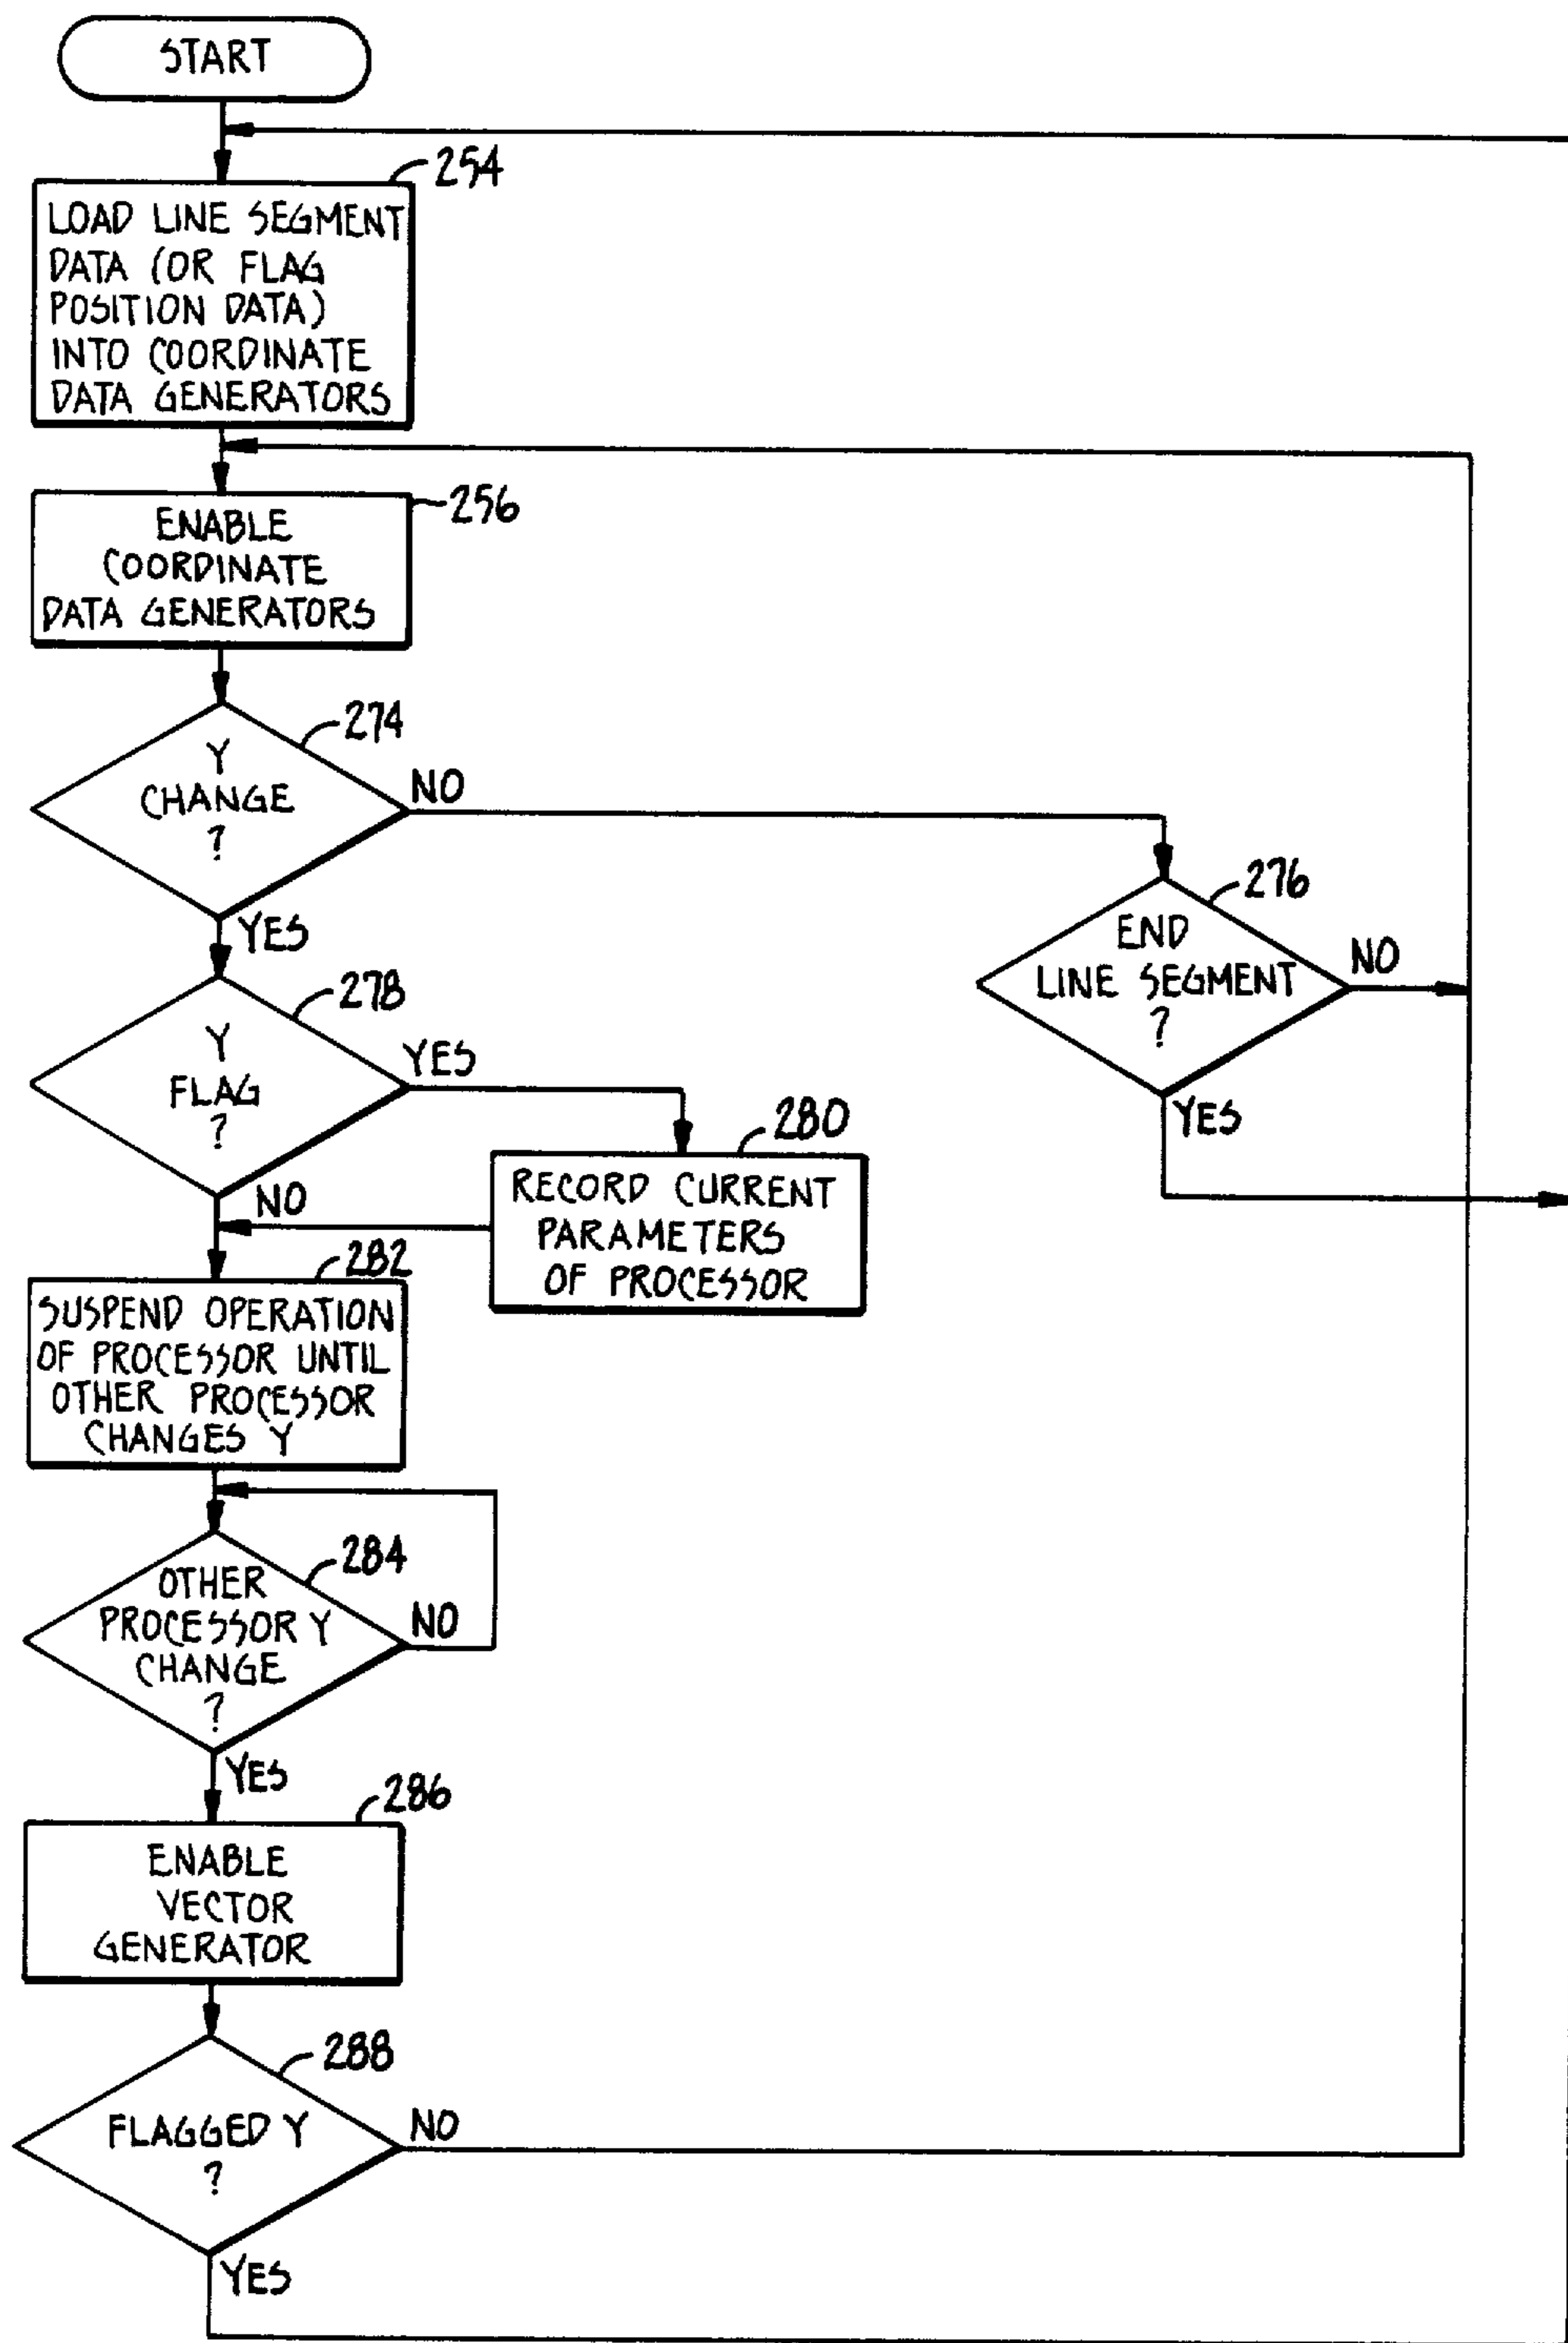 START
254
LOAD LINE SEGMENT
DATA (OR FLAG
POSITION DATA)
INTO COORDINATE
DATA GENERATORS
256
ENABLE
COORDINATE
DATA GENERATORS
274
Y
CHANGE
?
NO
YES
276
END
LINE SEGMENT
?
NO
YES
278
Y
FLAG
?
YES
NO
280
RECORD CURRENT
PARAMETERS
OF PROCESSOR
282
SUSPEND OPERATION
OF PROCESSOR UNTIL
OTHER PROCESSOR
CHANGES Y
284
OTHER
PROCESSOR Y
CHANGE
?
NO
YES
286
ENABLE
VECTOR
GENERATOR
288
FLAGGED Y
?
NO
YES